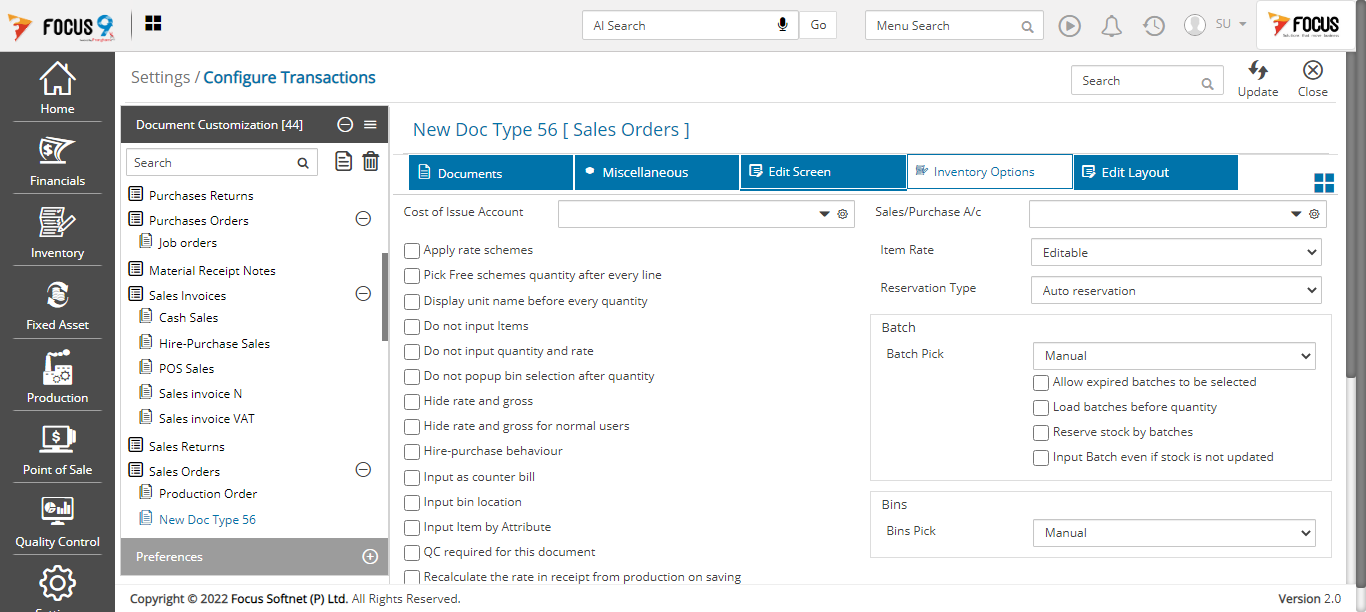 FOCUS 9
AI Search
Go
Menu Search
SU
FOCUS
Home
Financials
Inventory
Fixed Asset
Production
Point of Sale
Quality Control
Settings / Configure Transactions
Search
Update
Close
Document Customization [44]
Search
Purchases Returns
Purchases Orders
Job orders
Material Receipt Notes
Sales Invoices
Cash Sales
Hire-Purchase Sales
POS Sales
Sales invoice N
Sales invoice VAT
Sales Returns
Sales Orders
Production Order
New Doc Type 56
Preferences
New Doc Type 56 [ Sales Orders ]
Documents
Miscellaneous
Edit Screen
Inventory Options
Edit Layout
Cost of Issue Account
Apply rate schemes
Pick Free schemes quantity after every line
Display unit name before every quantity
Do not input Items
Do not input quantity and rate
Do not popup bin selection after quantity
Hide rate and gross
Hide rate and gross for normal users
Hire-purchase behaviour
Input as counter bill
Input bin location
Input Item by Attribute
QC required for this document
Recalculate the rate in receipt from production on saving
Sales/Purchase A/c
Item Rate
Editable
Reservation Type
Auto reservation
Batch
Batch Pick
Manual
Allow expired batches to be selected
Load batches before quantity
Reserve stock by batches
Input Batch even if stock is not updated
Bins
Bins Pick
Manual
Copyright © 2022 Focus Softnet (P) Ltd. All Rights Reserved.
Version 2.0